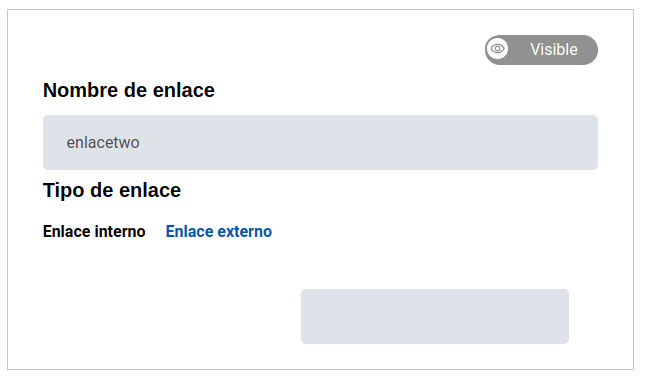 Visible
Nombre de enlace
enlacetwo
Tipo de enlace
Enlace interno Enlace externo